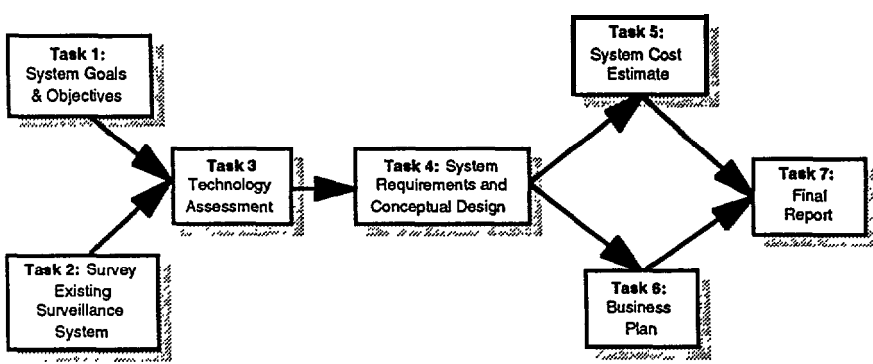 Task 1:
System Goals
& Objectives
Task 2: Survey
Existing
Surveillance
System
Task 3
Technology
Assessment
Task 4: System
Requirements and
Conceptual Design
Task 5:
System Cost
Estimate
Task 6:
Business
Plan
Task 7:
Final
Report